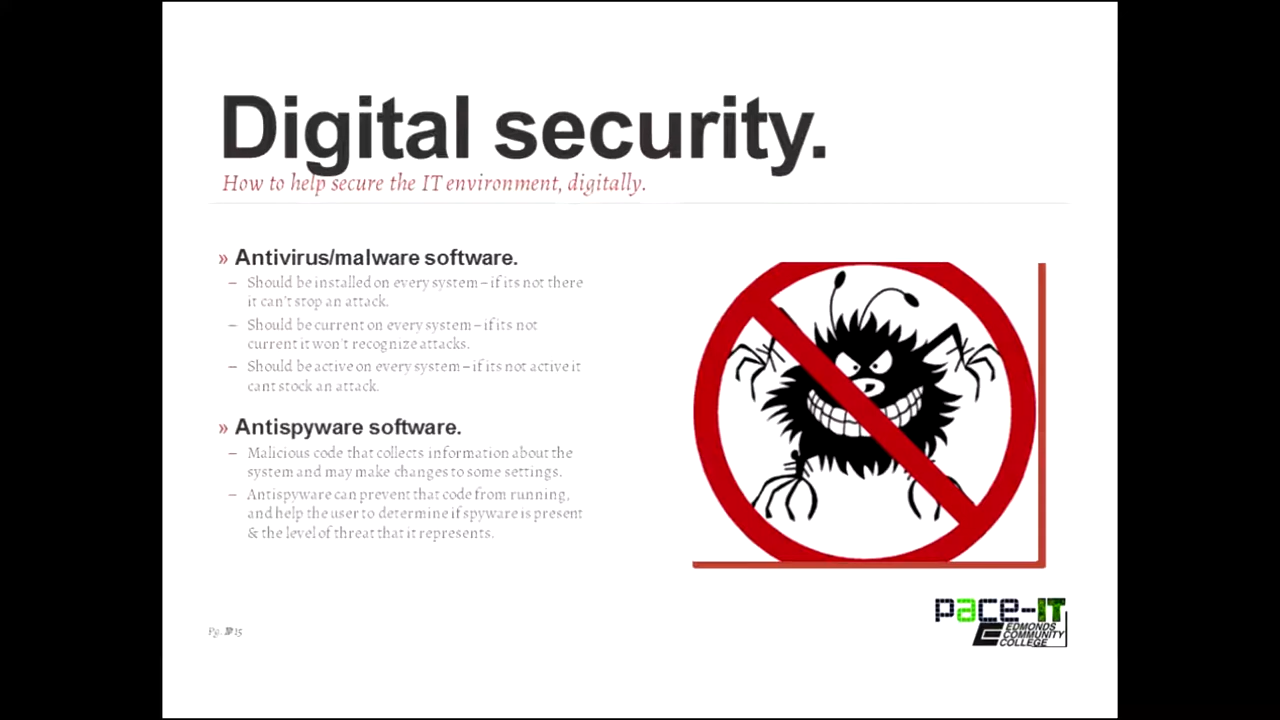 Digital security.
How to help secure the IT environment, digitally.
» Antivirus/malware software.
– Should be installed on every system – if its not there
it can't stop an attack.
– Should be current on every system – if its not
current it won't recognize attacks.
– Should be active on every system – if its not active it
cant stock an attack.
» Antispyware software.
– Malicious code that collects information about the
system and may make changes to some settings.
– Antispyware can prevent that code from running,
and help the user to determine if spyware is present
& the level of threat that it represents.
pace-IT
EDMONDS
COMMUNITY
COLLEGE
Pg. 15